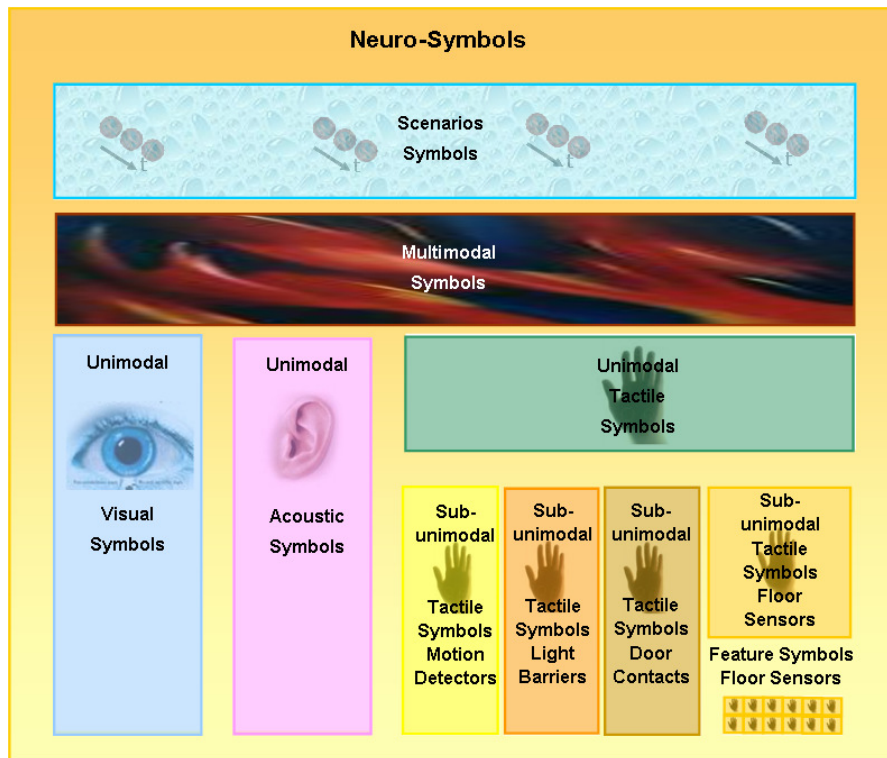 Neuro-Symbols
Scenarios
Symbols
t
t
t
t
Multimodal
Symbols
Unimodal
Visual
Symbols
Unimodal
Acoustic
Symbols
Unimodal
Tactile
Symbols
Sub-
unimodal
Tactile
Symbols
Motion
Detectors
Sub-
unimodal
Tactile
Symbols
Light
Barriers
Sub-
unimodal
Tactile
Symbols
Door
Contacts
Sub-
unimodal
Tactile
Symbols
Floor
Sensors
Feature Symbols
Floor Sensors